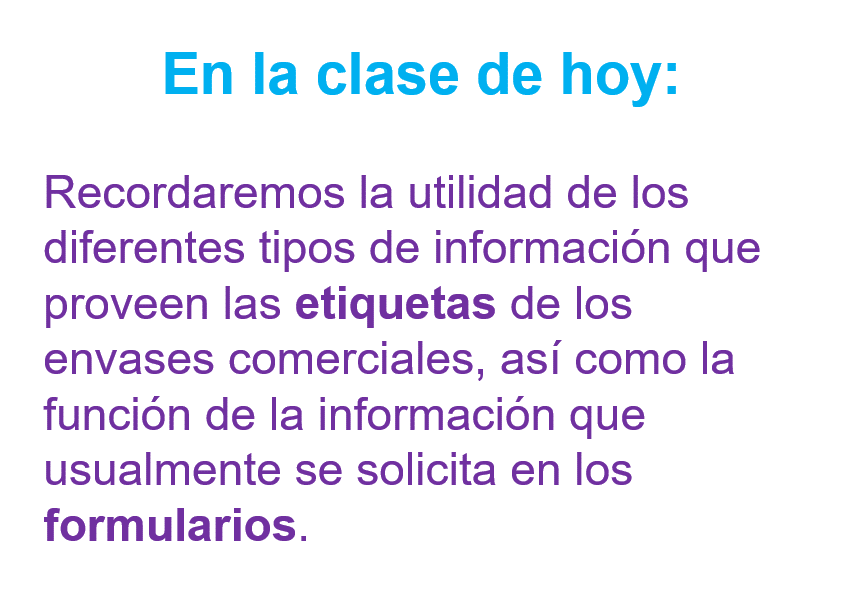 En la clase de hoy:
Recordaremos la utilidad de los
diferentes tipos de información que
proveen las etiquetas de los
envases comerciales, así como la
función de la información que
usualmente se solicita en los
formularios.